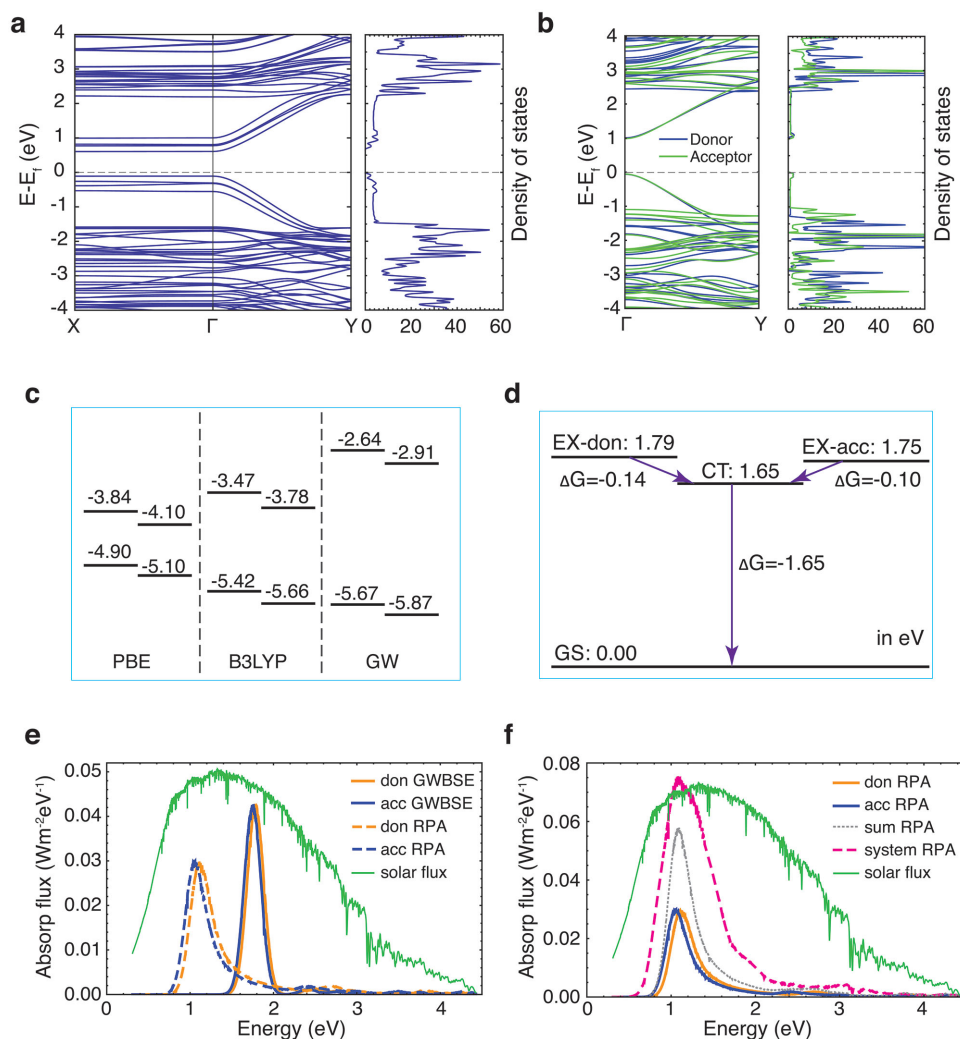 a
4
3
2
1
0
-1
-2
-3
-4
E-Ef (eV)
X
Γ
Y
0
20
40
60
Density of states
b
4
3
2
1
0
-1
-2
-3
-4
E-Ef (eV)
Donor
Acceptor
Γ
Y
0
20
40
60
Density of states
c
-3.84
-4.10
-4.90
-5.10
PBE
-3.47
-3.78
-5.42
-5.66
B3LYP
-2.64
-2.91
-5.67
-5.87
GW
d
EX-don: 1.79
EX-acc: 1.75
CT: 1.65
ΔG=-0.14
ΔG=-0.10
ΔG=-1.65
in eV
GS: 0.00
e
Absorp flux (Wm⁻²eV⁻¹)
0.05
0.04
0.03
0.02
0.01
0.00
don GWBSE
acc GWBSE
don RPA
acc RPA
solar flux
0
1
2
3
4
Energy (eV)
f
Absorp flux (Wm⁻²eV⁻¹)
0.08
0.06
0.04
0.02
0.00
don RPA
acc RPA
sum RPA
system RPA
solar flux
0
1
2
3
4
Energy (eV)